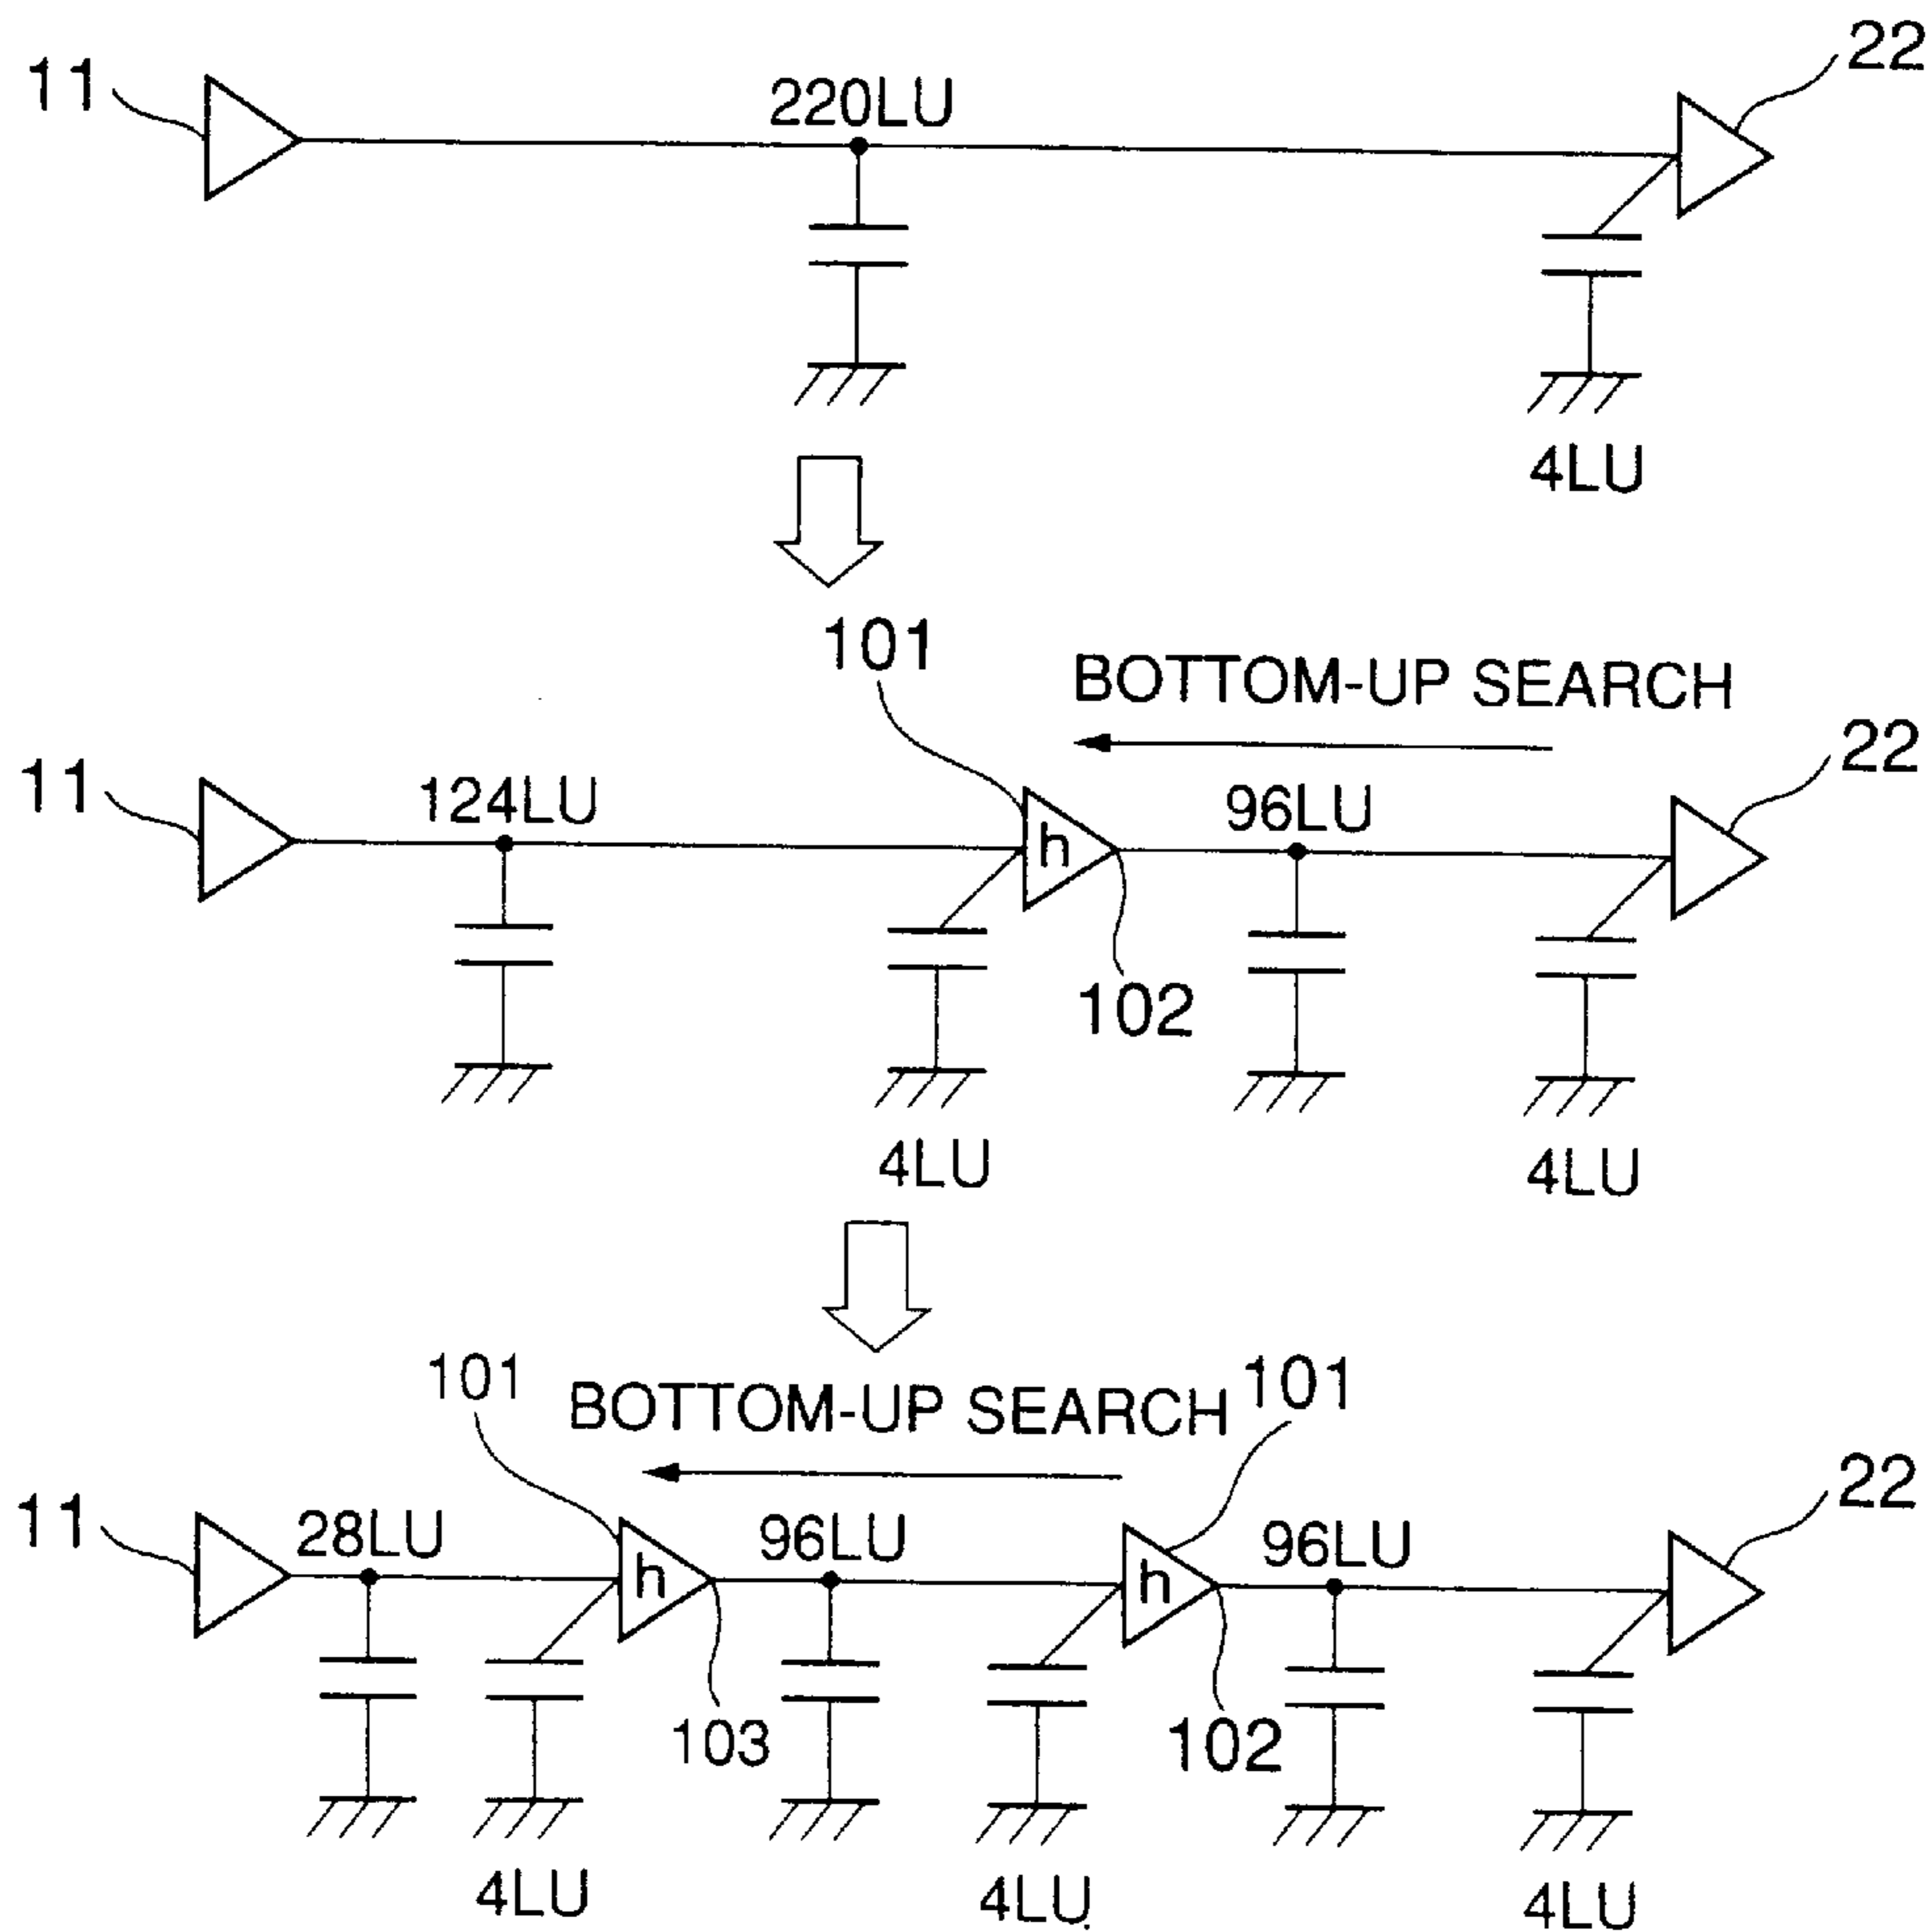 11
22
220LU
4LU
101
BOTTOM-UP SEARCH
11
124LU
h
96LU
22
102
4LU
4LU
101
BOTTOM-UP SEARCH
101
11
28LU
h
96LU
h
96LU
22
103
102
4LU
4LU
4LU